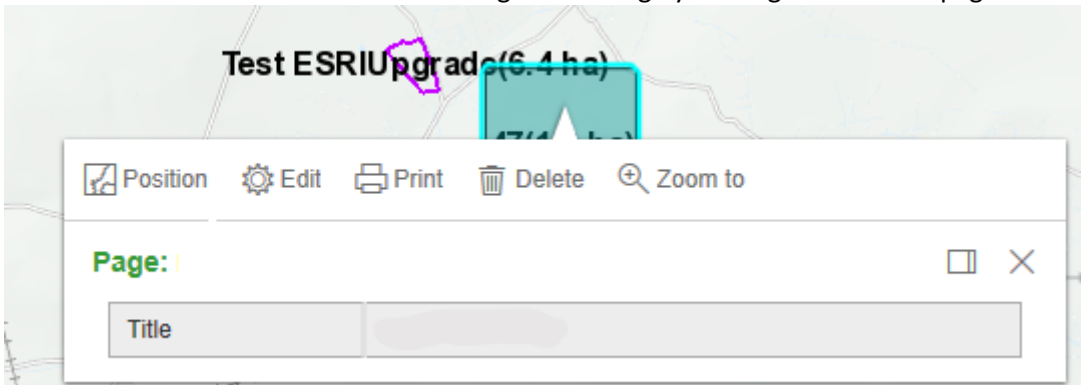 Test ESRIUpgrade(6.4 ha)
Position Edit Print Delete Zoom to
Page:
Title